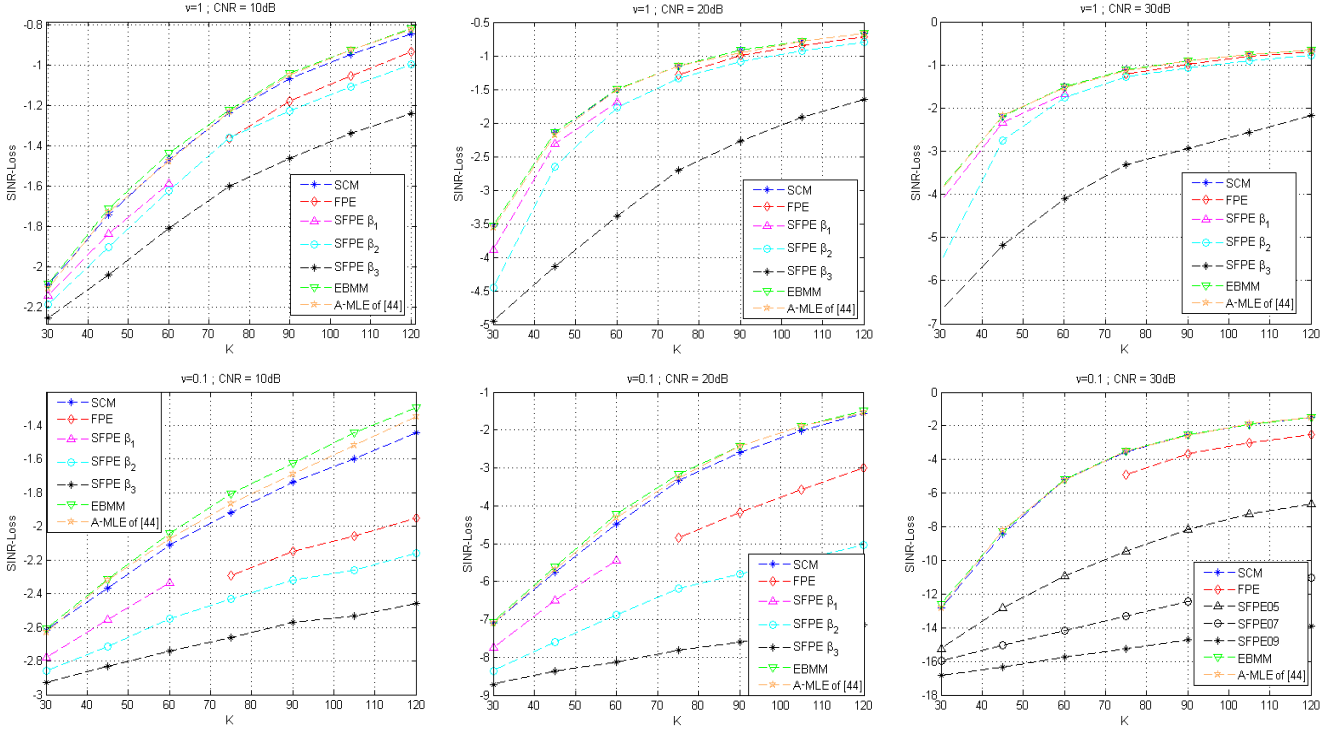 v=1 ; CNR = 10dB
-0.8
-1
-1.2
-1.4
-1.6
-1.8
-2
-2.2
SINR-Loss
30 40 50 60 70 80 90 100 110 120
K
SCM
FPE
SFPE β1
SFPE β2
SFPE β3
EBMM
A-MLE of [44]
v=1 ; CNR = 20dB
-0.5
-1
-1.5
-2
-2.5
-3
-3.5
-4
-4.5
-5
SINR-Loss
30 40 50 60 70 80 90 100 110 120
K
SCM
FPE
SFPE β1
SFPE β2
SFPE β3
EBMM
A-MLE of [44]
v=1 ; CNR = 30dB
0
-1
-2
-3
-4
-5
-6
-7
SINR-Loss
30 40 50 60 70 80 90 100 110 120
K
SCM
FPE
SFPE β1
SFPE β2
SFPE β3
EBMM
A-MLE of [44]
v=0.1 ; CNR = 10dB
-1.4
-1.6
-1.8
-2
-2.2
-2.4
-2.6
-2.8
-3
SINR-Loss
30 40 50 60 70 80 90 100 110 120
K
SCM
FPE
SFPE β1
SFPE β2
SFPE β3
EBMM
A-MLE of [44]
v=0.1 ; CNR = 20dB
-1
-2
-3
-4
-5
-6
-7
-8
-9
SINR-Loss
30 40 50 60 70 80 90 100 110 120
K
SCM
FPE
SFPE β1
SFPE β2
SFPE β3
EBMM
A-MLE of [44]
v=0.1 ; CNR = 30dB
0
-2
-4
-6
-8
-10
-12
-14
-16
-18
SINR-Loss
30 40 50 60 70 80 90 100 110 120
K
SCM
FPE
SFPE05
SFPE07
SFPE09
EBMM
A-MLE of [44]